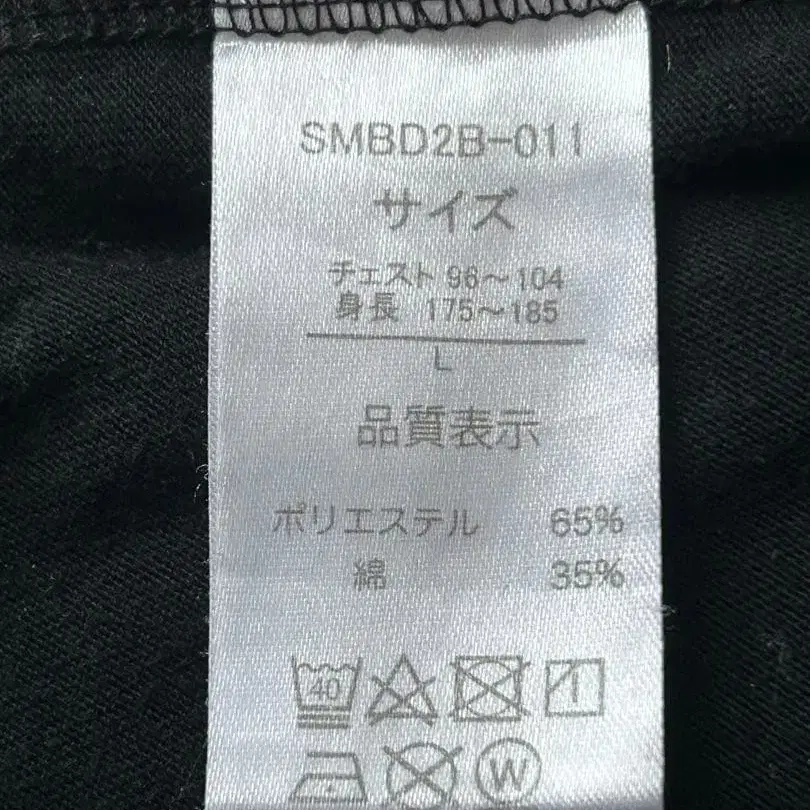 SMBD2B-011
サイズ
チェスト 96～104
身長 175～185
L
品質表示
ポリエステル 65%
綿 35%
40
W